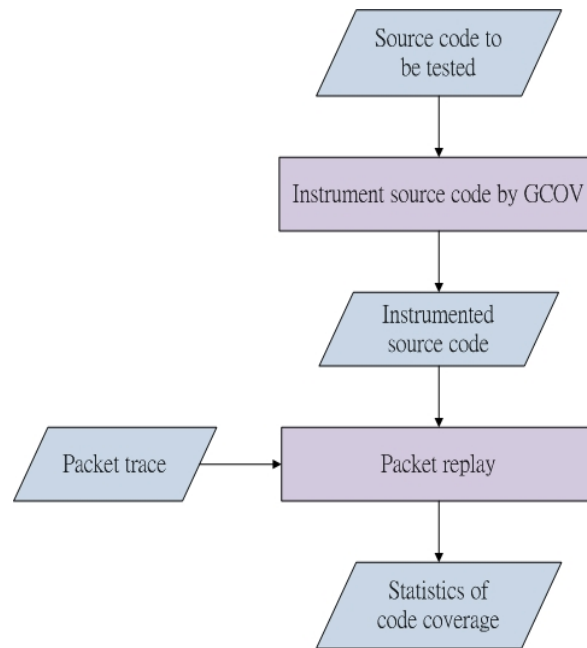 Source code to
be tested
Instrument source code by GCOV
Instrumented
source code
Packet trace
Packet replay
Statistics of
code coverage